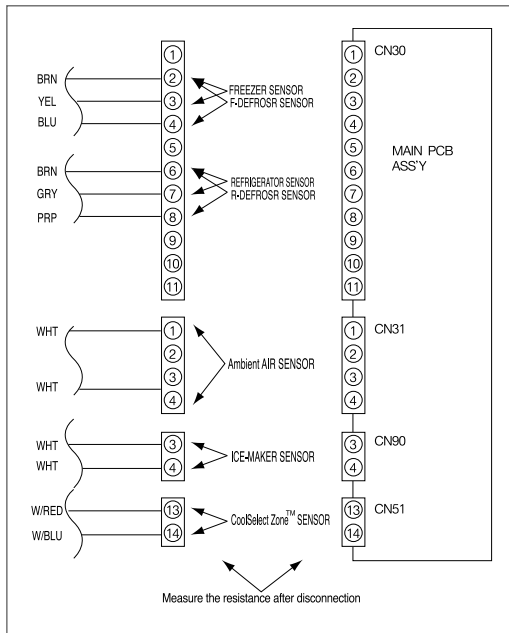 ① ① CN30
BRN ② ②
YEL ③ FREEZER SENSOR ③
F-DEFROSR SENSOR
BLU ④ ④
⑤ ⑤ MAIN PCB
ASS'Y
BRN ⑥ ⑥
GRY ⑦ REFRIGERATOR SENSOR ⑦
R-DEFROSR SENSOR
PRP ⑧ ⑧
⑨ ⑨
⑩ ⑩
⑪ ⑪
WHT ① ① CN31
② ②
Ambient AIR SENSOR
③ ③
WHT ④ ④
WHT ③ ③ CN90
ICE-MAKER SENSOR
WHT ④ ④
W/RED ⑬ ⑬ CN51
CoolSelect Zone™ SENSOR
W/BLU ⑭ ⑭
Measure the resistance after disconnection